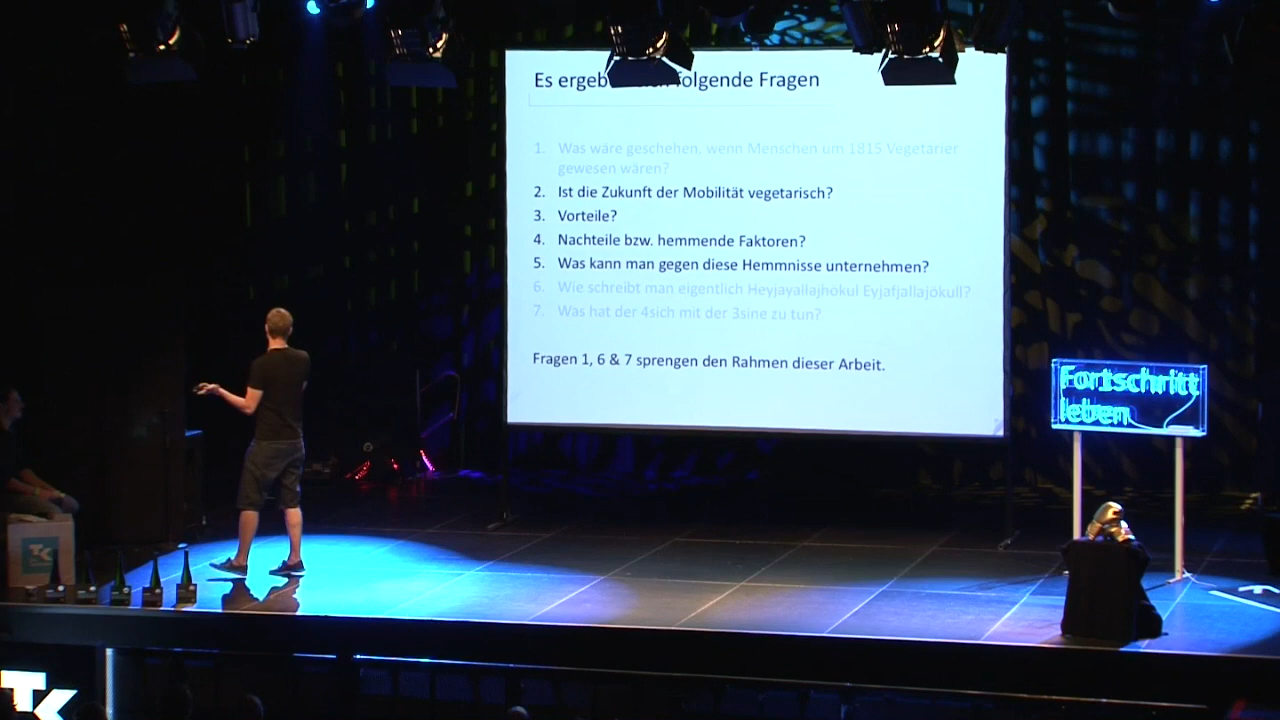 Es ergeb folgende Fragen
1. Was wäre geschehen, wenn Menschen um 1815 Vegetarier
gewesen wären?
2. Ist die Zukunft der Mobilität vegetarisch?
3. Vorteile?
4. Nachteile bzw. hemmende Faktoren?
5. Was kann man gegen diese Hemmnisse unternehmen?
6. Wie schreibt man eigentlich Heyjayallajhökul Eyjafjallajökull?
7. Was hat der 4sich mit der 3sine zu tun?
Fragen 1, 6 & 7 sprengen den Rahmen dieser Arbeit.
Fortschritt
leben
TK
TK